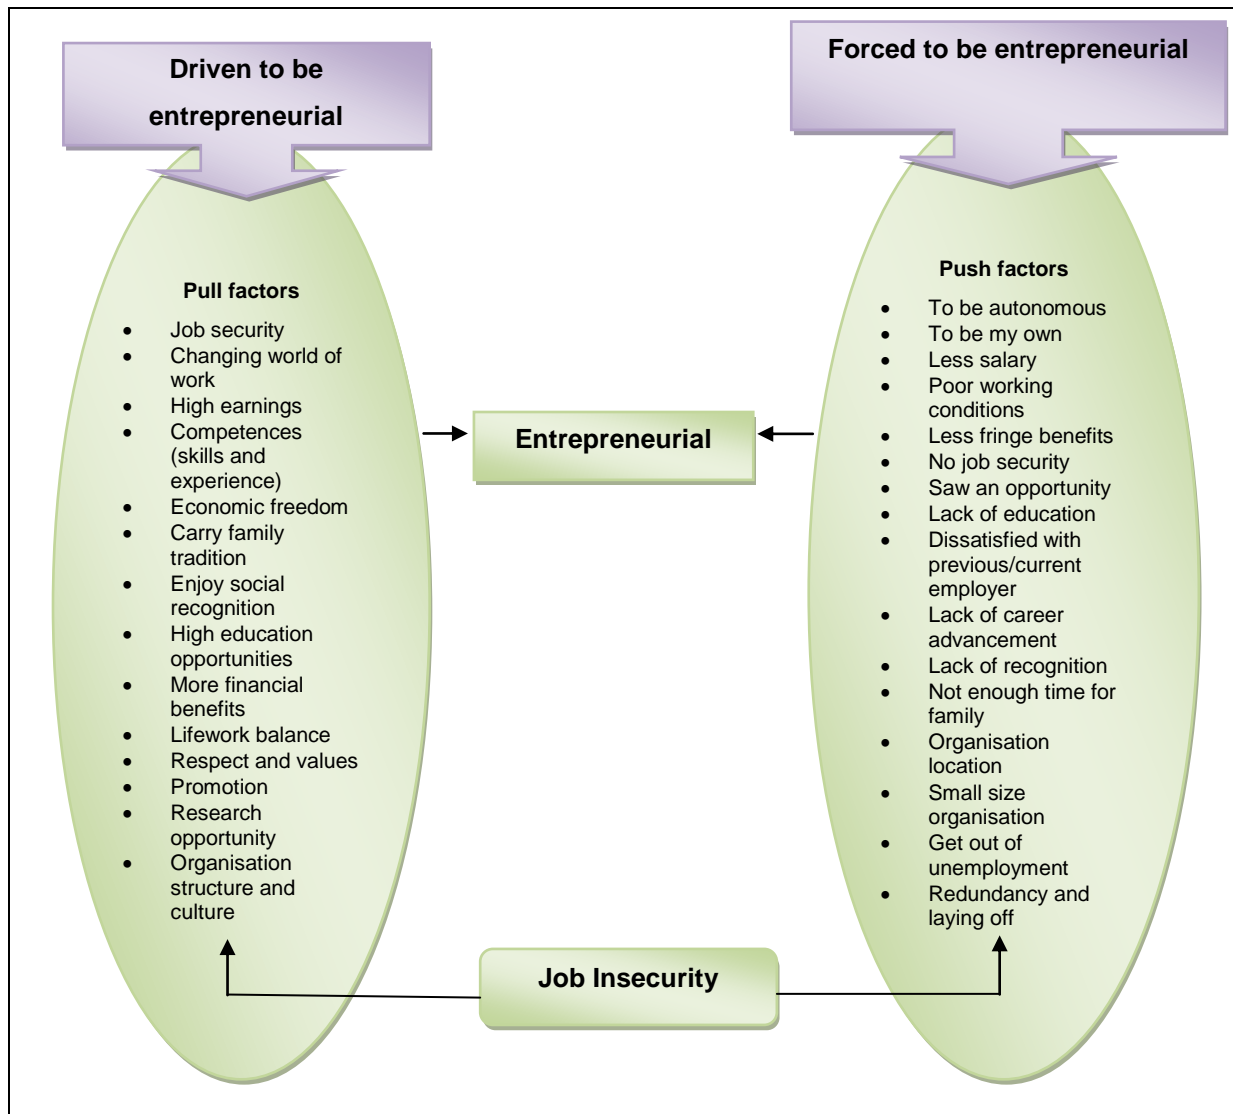 Driven to be
entrepreneurial
Forced to be entrepreneurial
Pull factors
• Job security
• Changing world of
work
• High earnings
• Competences
(skills and
experience)
• Economic freedom
• Carry family
tradition
• Enjoy social
recognition
• High education
opportunities
• More financial
benefits
• Lifework balance
• Respect and values
• Promotion
• Research
opportunity
• Organisation
structure and
culture
Entrepreneurial
Push factors
• To be autonomous
• To be my own
• Less salary
• Poor working
conditions
• Less fringe benefits
• No job security
• Saw an opportunity
• Lack of education
• Dissatisfied with
previous/current
employer
• Lack of career
advancement
• Lack of recognition
• Not enough time for
family
• Organisation
location
• Small size
organisation
• Get out of
unemployment
• Redundancy and
laying off
Job Insecurity